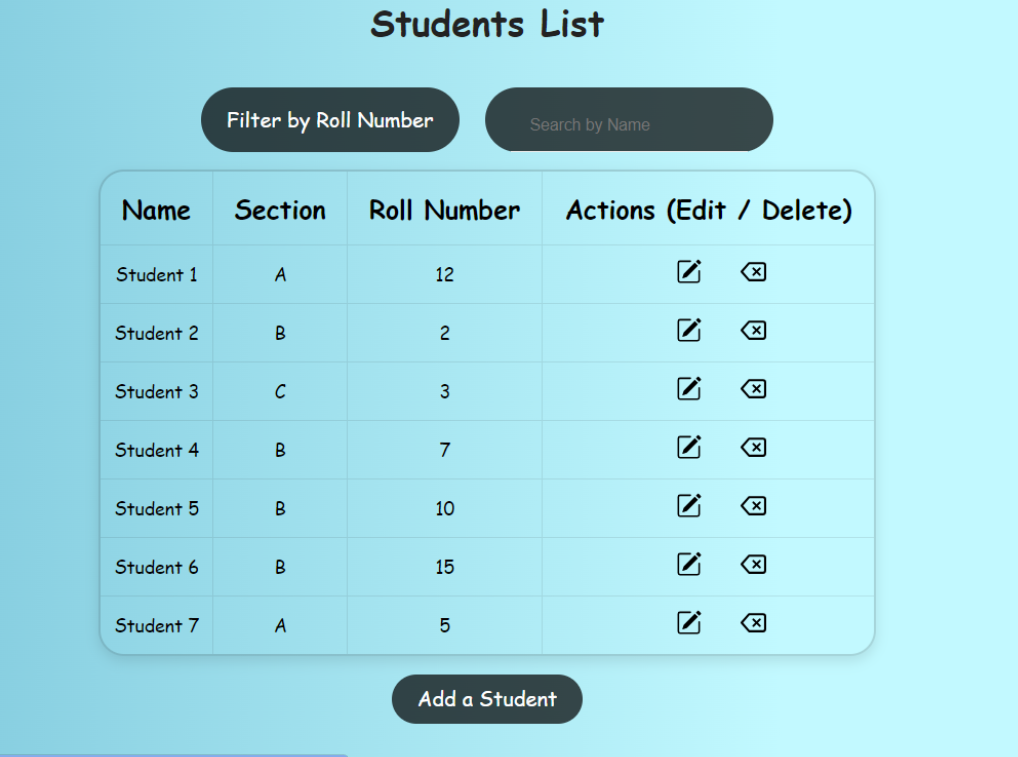 Students List
Filter by Roll Number Search by Name
Name Section Roll Number Actions (Edit / Delete)
Student 1 A 12
Student 2 B 2
Student 3 C 3
Student 4 B 7
Student 5 B 10
Student 6 B 15
Student 7 A 5
Add a Student